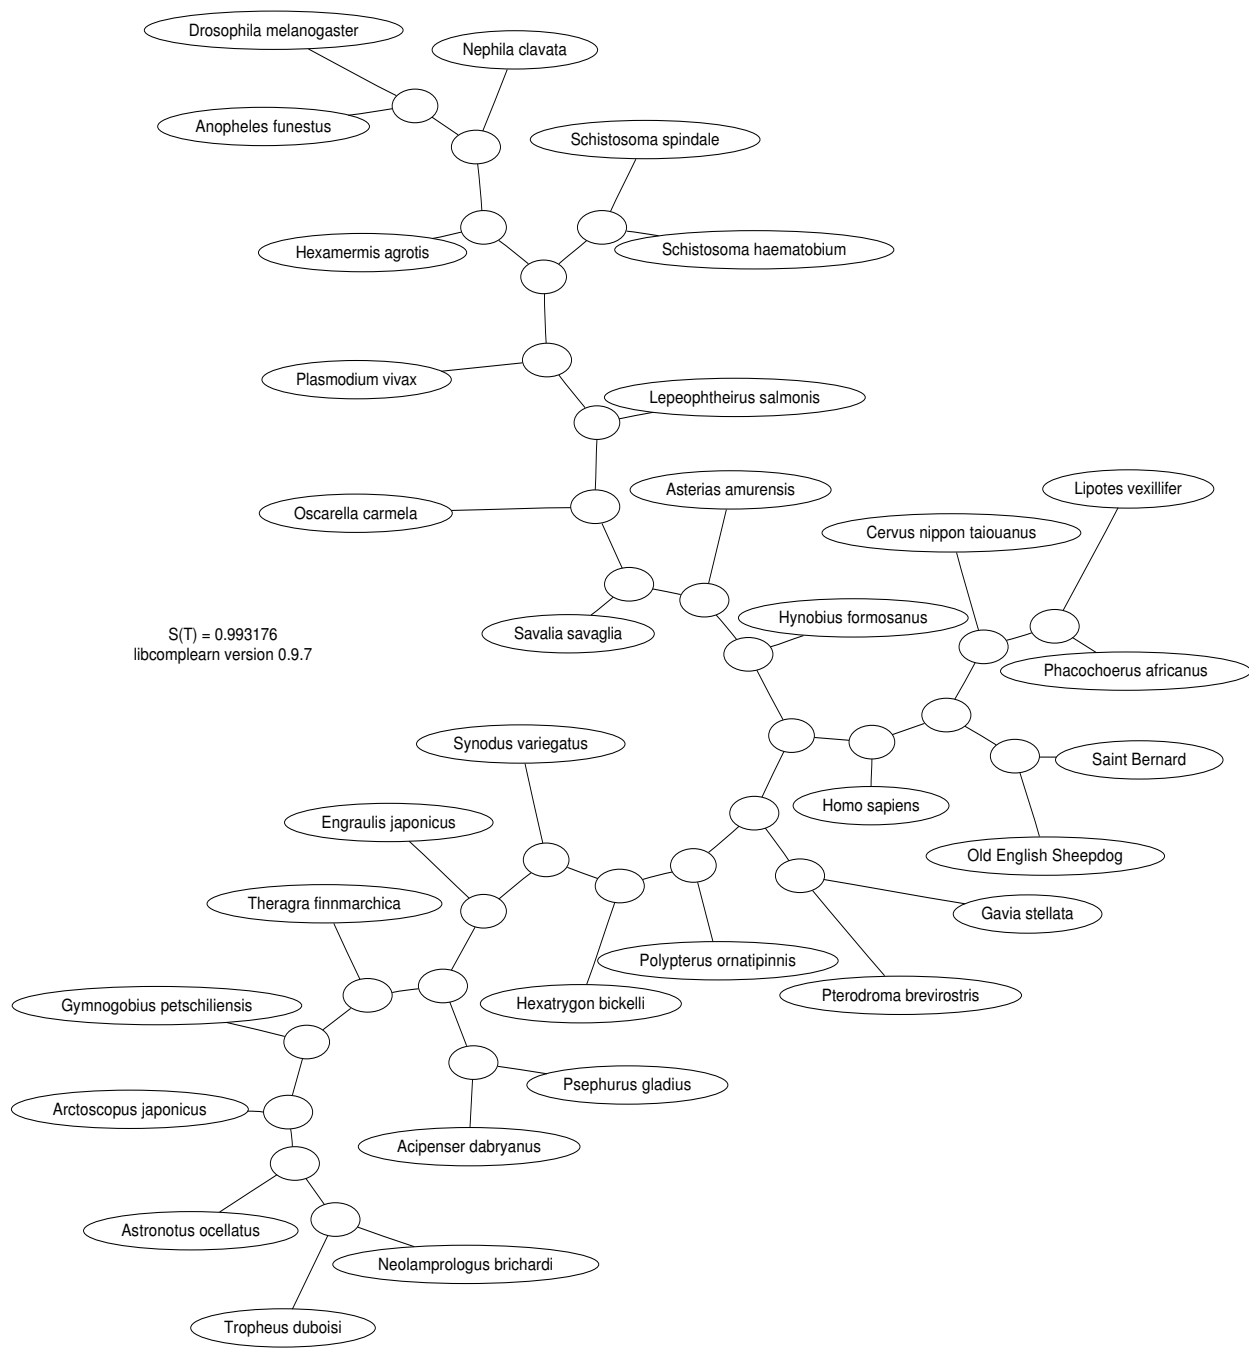 Drosophila melanogaster
Nephila clavata
Anopheles funestus
Schistosoma spindale
Hexamermis agrotis
Schistosoma haematobium
Plasmodium vivax
Lepeophtheirus salmonis
Asterias amurensis
Lipotes vexillifer
Oscarella carmela
Cervus nippon taiouanus
Hynobius formosanus
Savalia savaglia
S(T) = 0.993176
libcomplearn version 0.9.7
Phacochoerus africanus
Synodus variegatus
Saint Bernard
Homo sapiens
Engraulis japonicus
Old English Sheepdog
Theragra finnmarchica
Gavia stellata
Polypterus ornatipinnis
Pterodroma brevirostris
Hexatrygon bickelli
Gymnogobius petschiliensis
Psephurus gladius
Arctoscopus japonicus
Acipenser dabryanus
Astronotus ocellatus
Neolamprologus brichardi
Tropheus duboisi